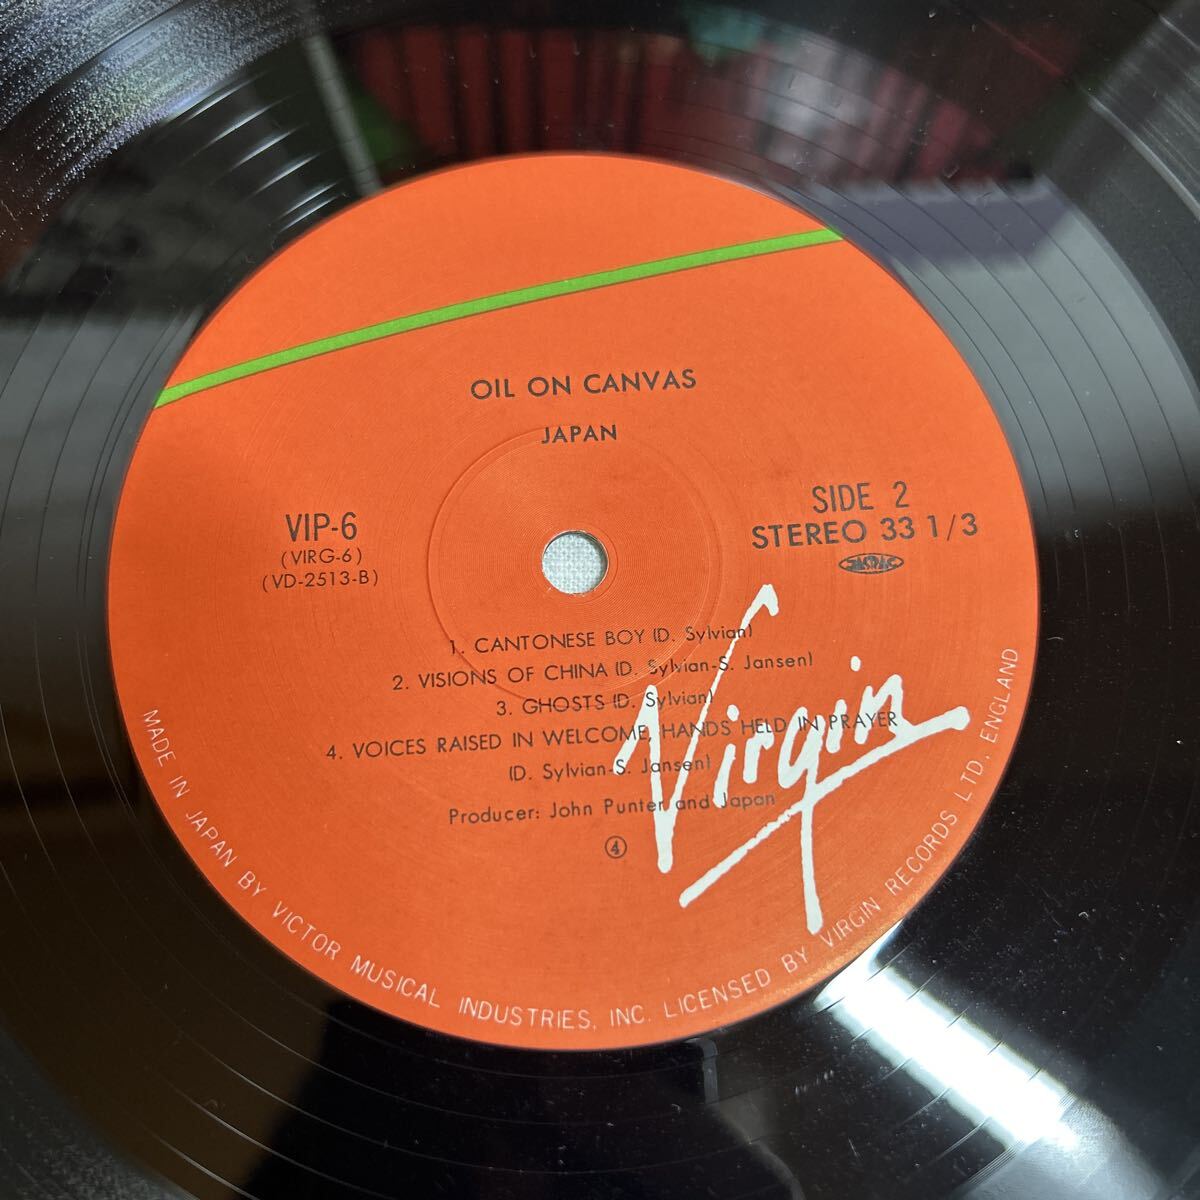 OIL ON CANVAS
JAPAN
VIP-6
(VIRG-6)
(VD-2513-B)
SIDE 2
STEREO 33 1/3
JASRAC
1. CANTONESE BOY (D. Sylvian)
2. VISIONS OF CHINA (D. Sylvian-S. Jansen)
3. GHOSTS (D. Sylvian)
4. VOICES RAISED IN WELCOME, HANDS HELD IN PRAYER
(D. Sylvian-S. Jansen)
Producer: John Punter and Japan
④
Virgin
MADE IN JAPAN BY VICTOR MUSICAL INDUSTRIES, INC. LICENSED BY VIRGIN RECORDS LTD. ENGLAND